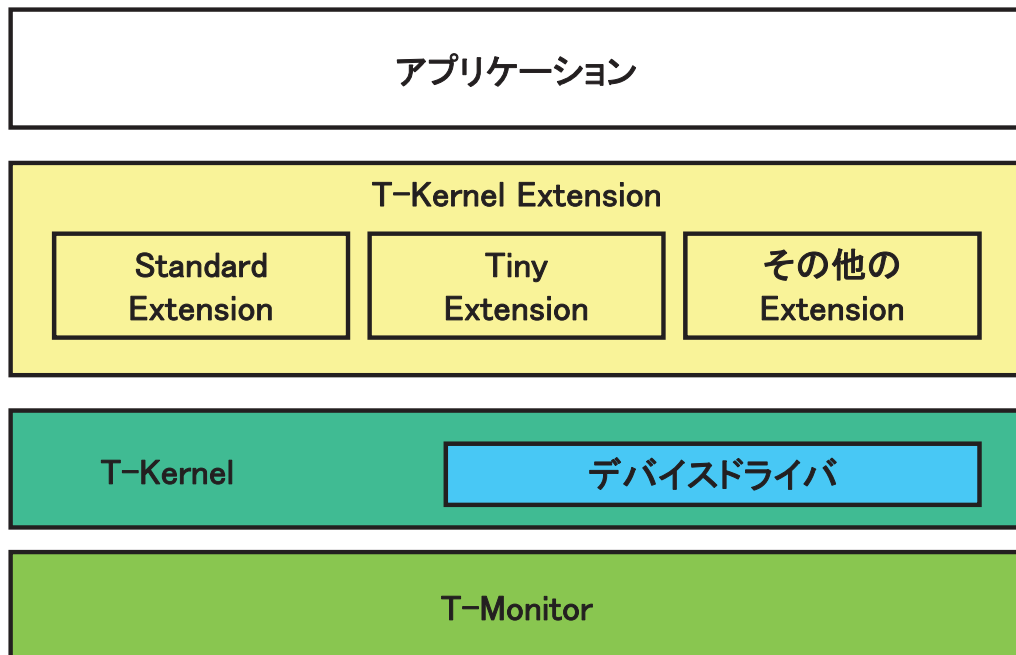 アプリケーション
T-Kernel Extension
Standard
Extension
Tiny
Extension
その他の
Extension
T-Kernel
デバイスドライバ
T-Monitor